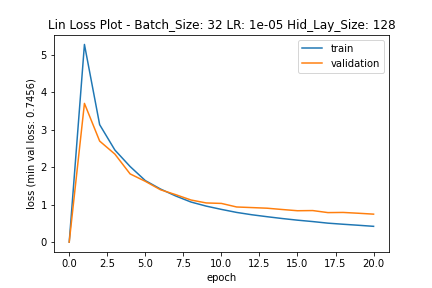 Lin Loss Plot - Batch_Size: 32 LR: 1e-05 Hid_Lay_Size: 128
train
validation
loss (min val loss: 0.7456)
5
4
3
2
1
0
0.0 2.5 5.0 7.5 10.0 12.5 15.0 17.5 20.0
epoch